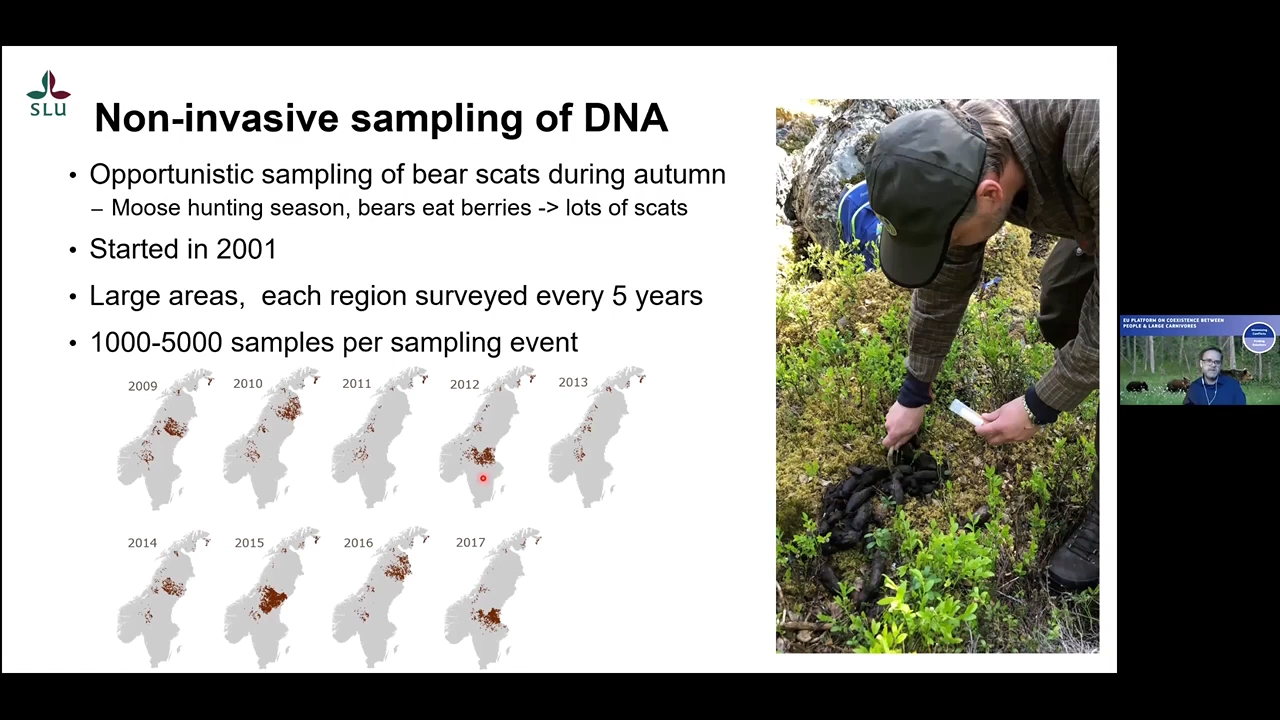 SLU
Non-invasive sampling of DNA
• Opportunistic sampling of bear scats during autumn
– Moose hunting season, bears eat berries -> lots of scats
• Started in 2001
• Large areas,  each region surveyed every 5 years
• 1000-5000 samples per sampling event
2009
2010
2011
2012
2013
2014
2015
2016
2017
EU PLATFORM ON COEXISTENCE BETWEEN
PEOPLE & LARGE CARNIVORES